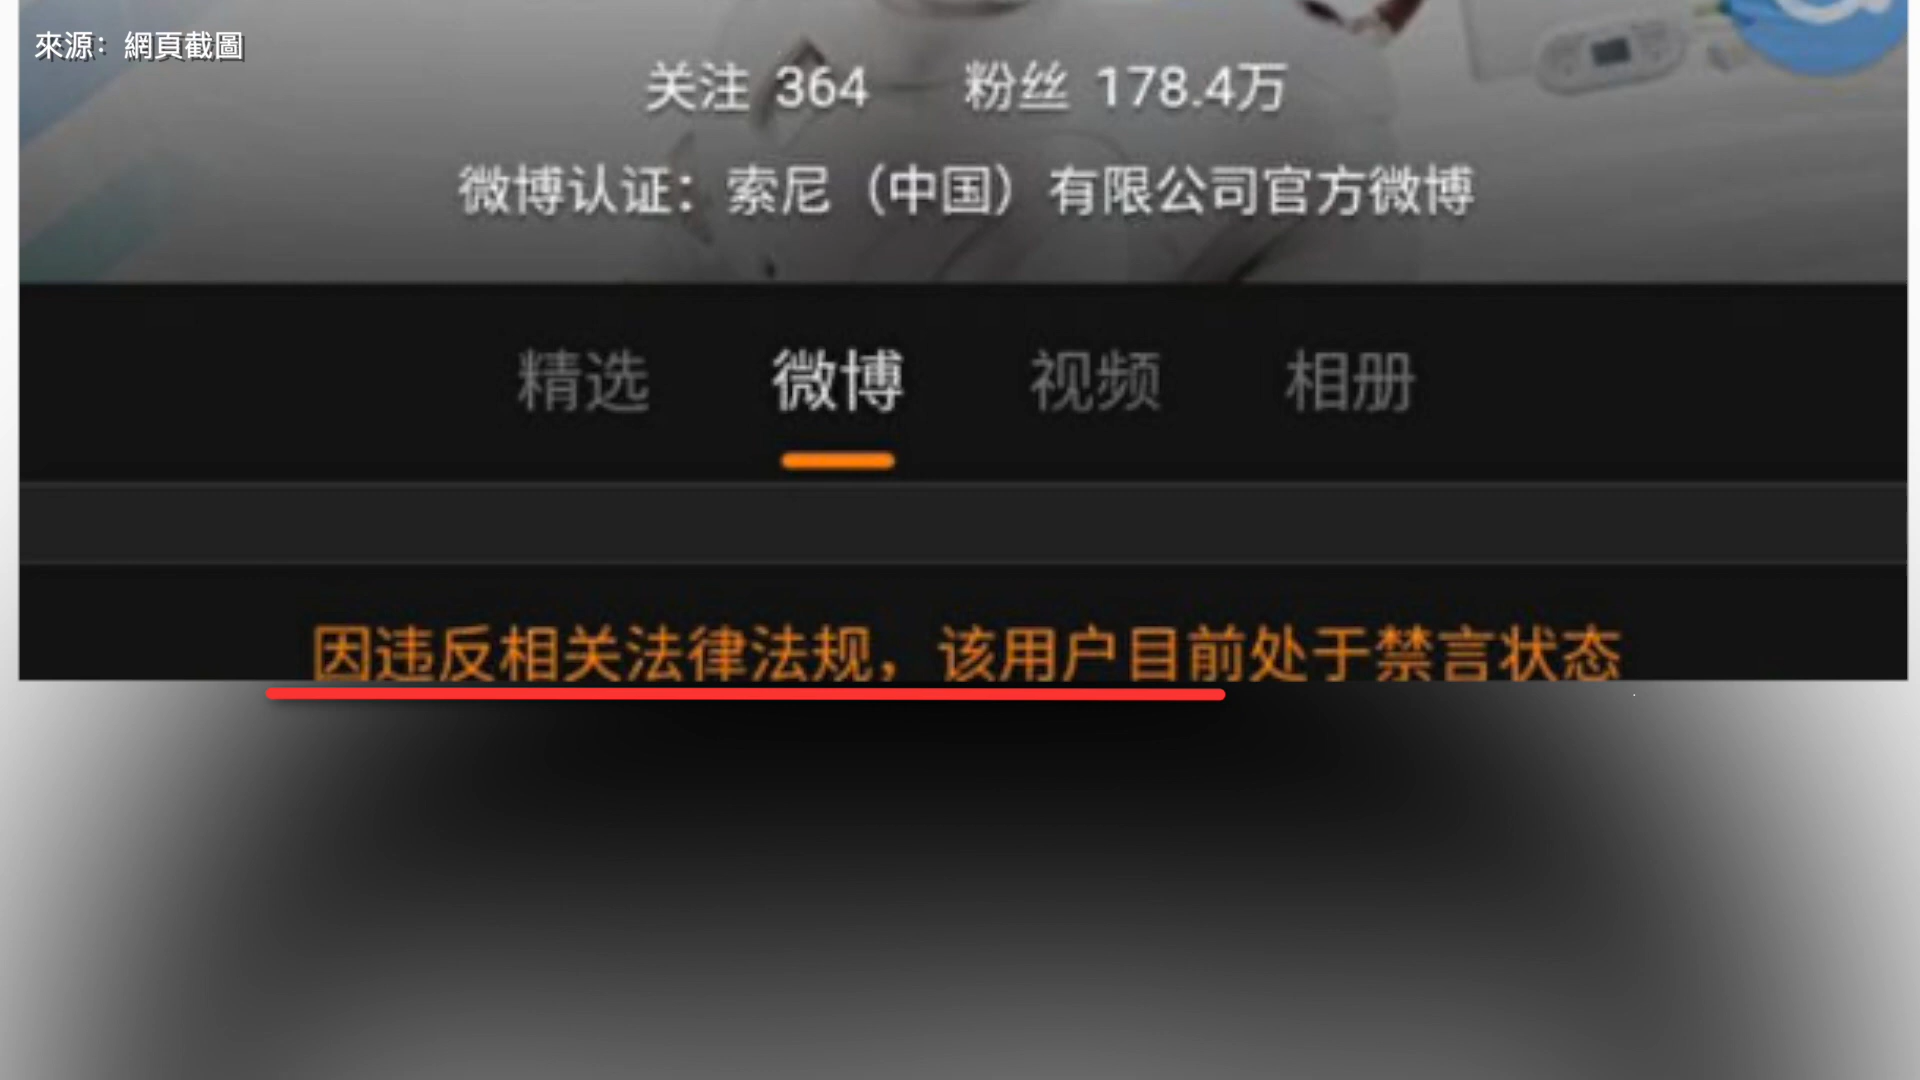 來源：網頁截圖
关注 364 粉丝 178.4万
微博认证：索尼（中国）有限公司官方微博
精选 微博 视频 相册
因违反相关法律法规，该用户目前处于禁言状态